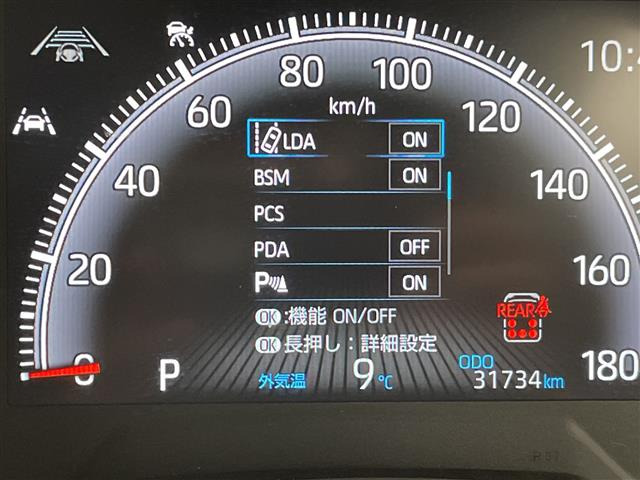 10:4
80 100
60 km/h 120
LDA ON
40 BSM ON 140
PCS
PDA OFF
20 P ON 160
OK:機能 ON/OFF REAR
OK 長押し:詳細設定
0 P 外気温 9℃ ODO 31734km 180